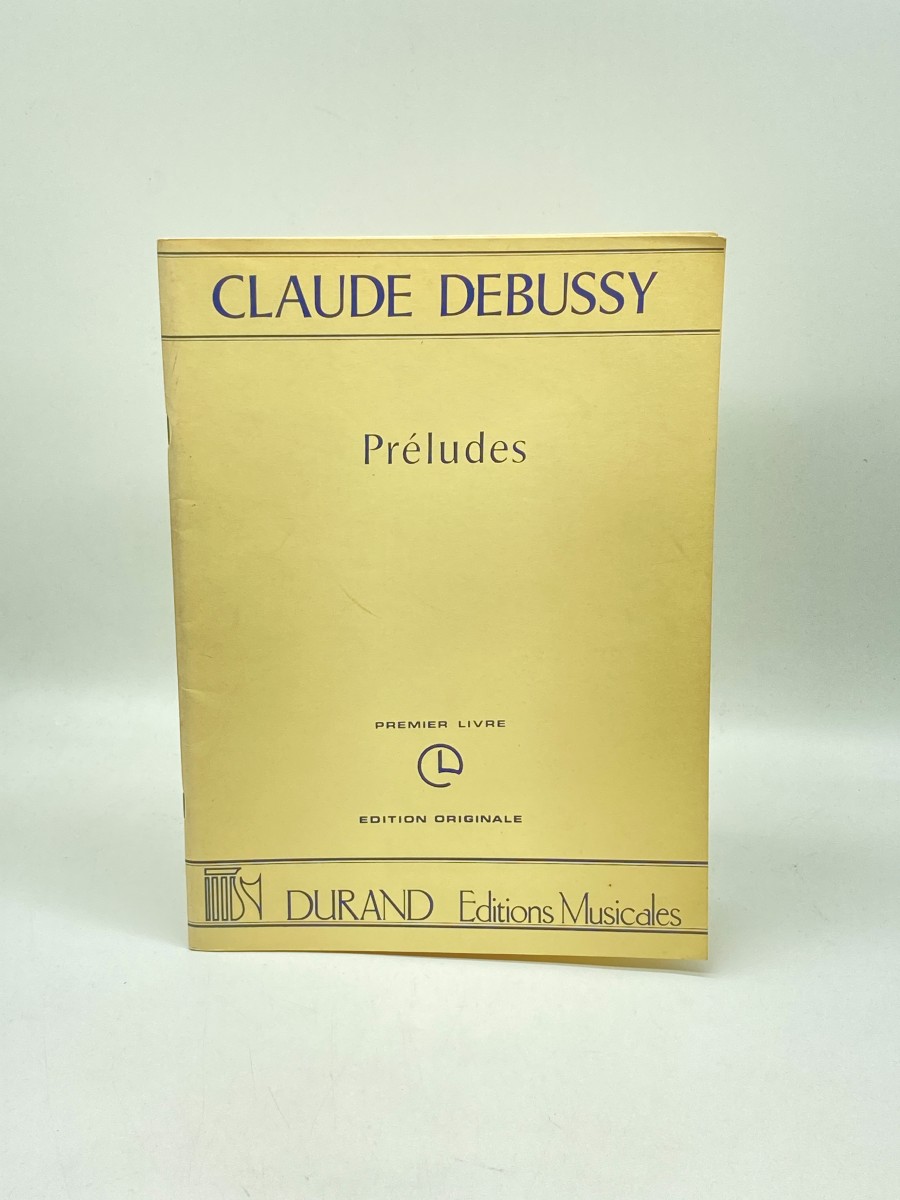 CLAUDE DEBUSSY
Préludes
PREMIER LIVRE
EDITION ORIGINALE
DURAND Editions Musicales